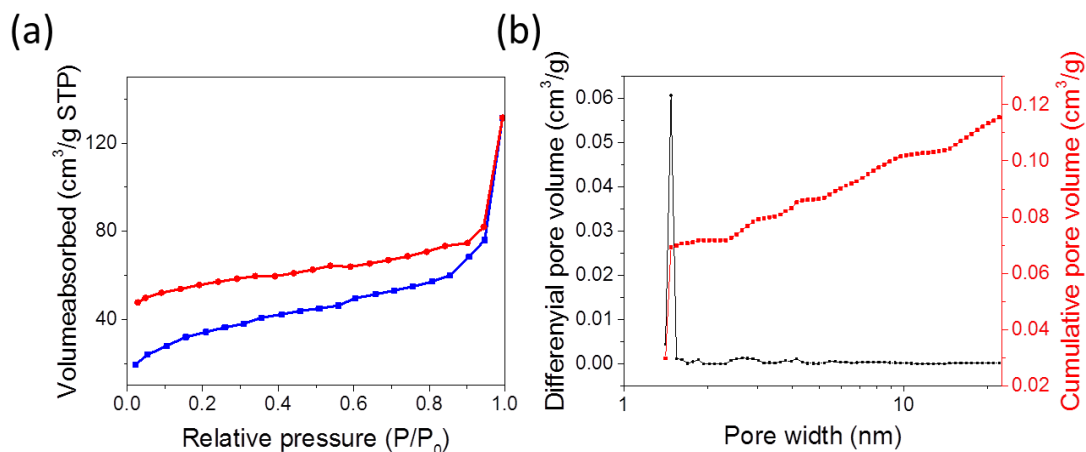 (a)
Volumeabsorbed (cm³/g STP)
120
80
40
0.0 0.2 0.4 0.6 0.8 1.0
Relative pressure (P/P₀)
(b)
Differenyial pore volume (cm³/g)
0.06
0.05
0.04
0.03
0.02
0.01
0.00
1 10
Pore width (nm)
0.12
0.10
0.08
0.06
0.04
0.02
Cumulative pore volume (cm³/g)